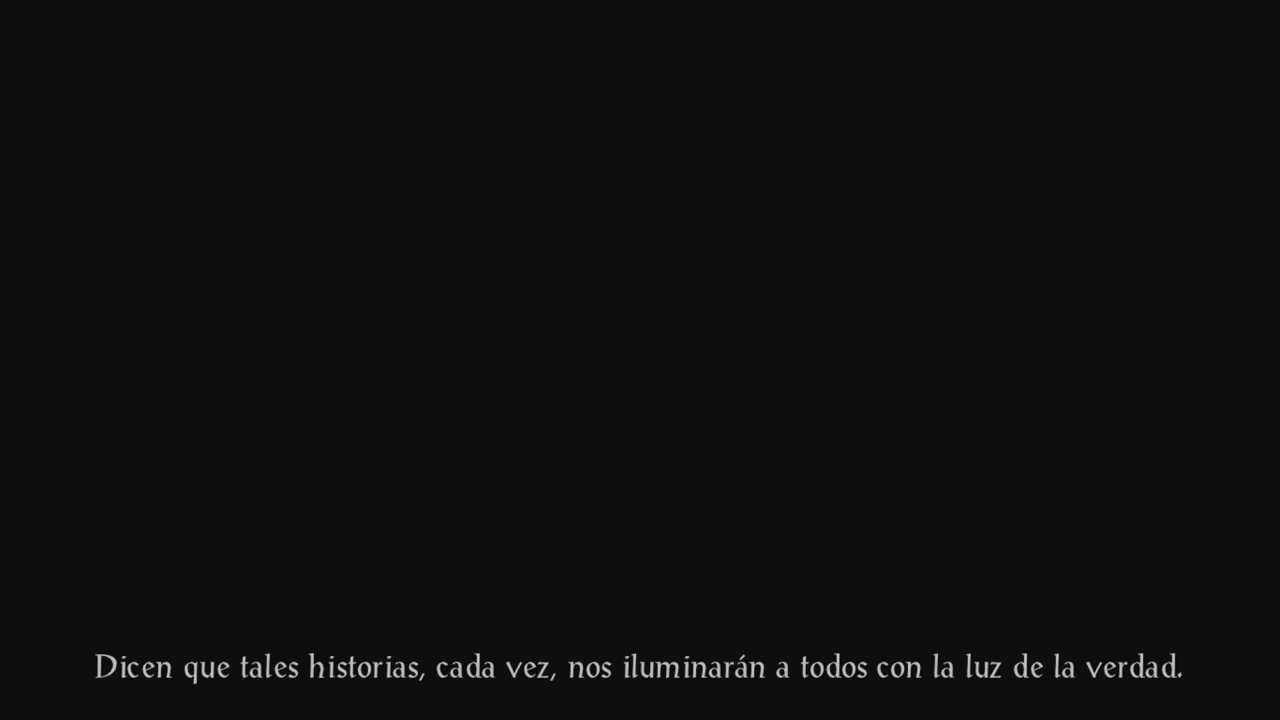 Dicen que tales historias, cada vez, nos iluminarán a todos con la luz de la verdad.